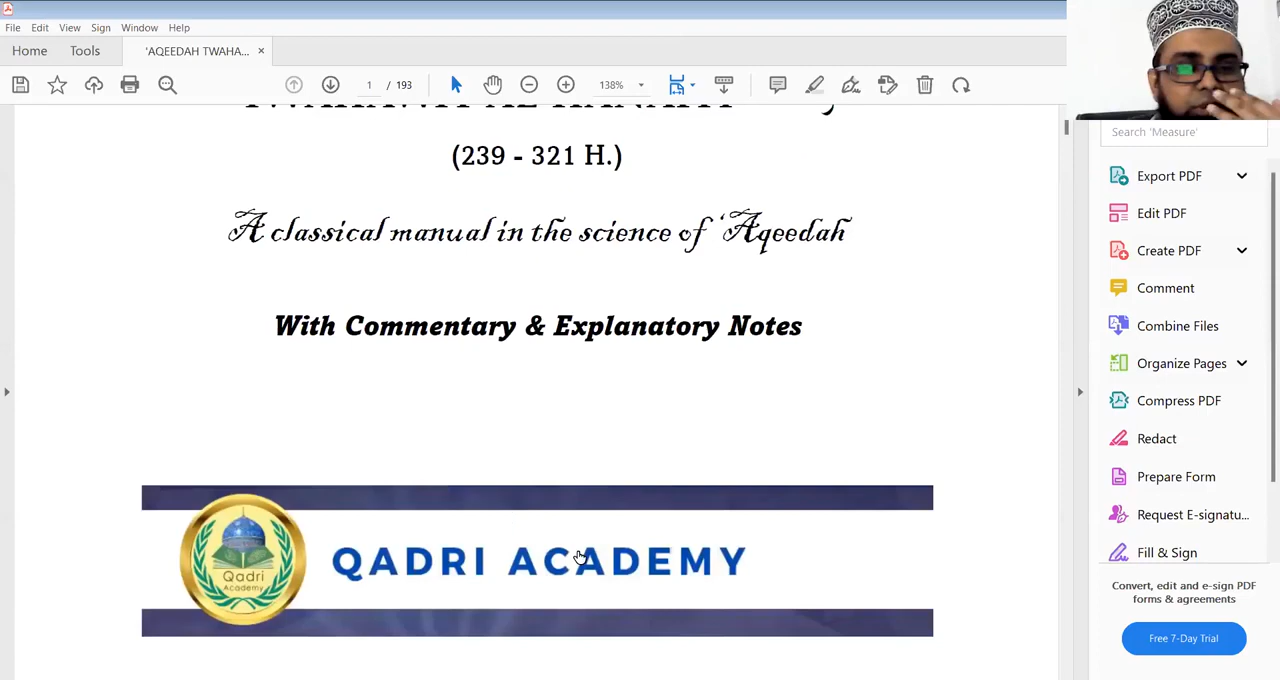 File Edit View Sign Window Help
Home Tools 'AQEEDAH TWAHA... ×
1 / 193 138%
(239 - 321 H.)
A classical manual in the science of 'Aqeedah
With Commentary & Explanatory Notes
Qadri
Academy
QADRI ACADEMY
Search 'Measure'
Export PDF
Edit PDF
Create PDF
Comment
Combine Files
Organize Pages
Compress PDF
Redact
Prepare Form
Request E-signatu...
Fill & Sign
Convert, edit and e-sign PDF
forms & agreements
Free 7-Day Trial